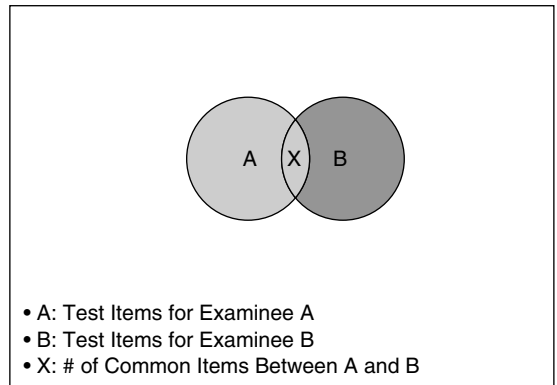 A X B
• A: Test Items for Examinee A
• B: Test Items for Examinee B
• X: # of Common Items Between A and B